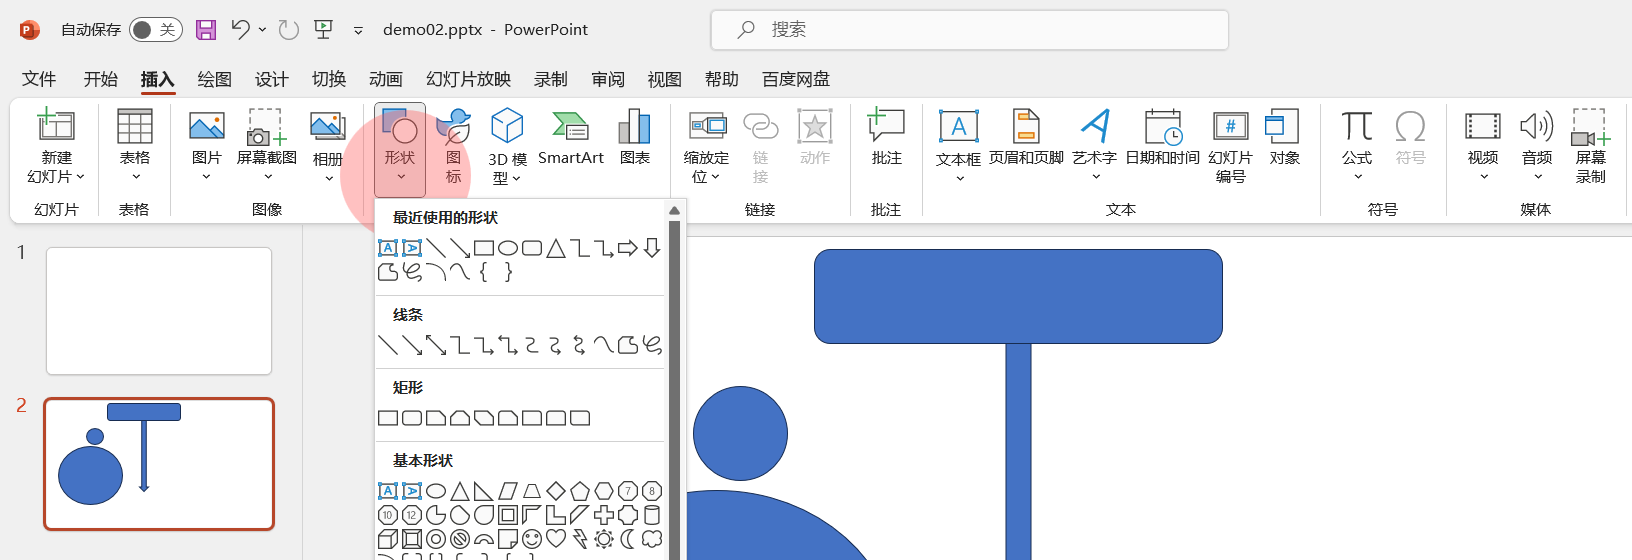 自动保存 关 demo02.pptx - PowerPoint 搜索
文件 开始 插入 绘图 设计 切换 动画 幻灯片放映 录制 审阅 视图 帮助 百度网盘
新建
幻灯片
表格
图片
屏幕截图
相册
形状
图
标
3D 模
型
SmartArt
图表
缩放定
位
链
接
动作
批注
文本框
页眉和页脚
艺术字
日期和时间
幻灯片
编号
对象
公式
符号
视频
音频
屏幕
录制
幻灯片 表格 图像 链接 批注 文本 符号 媒体
最近使用的形状
线条
矩形
基本形状
7 8
10 12
1
2